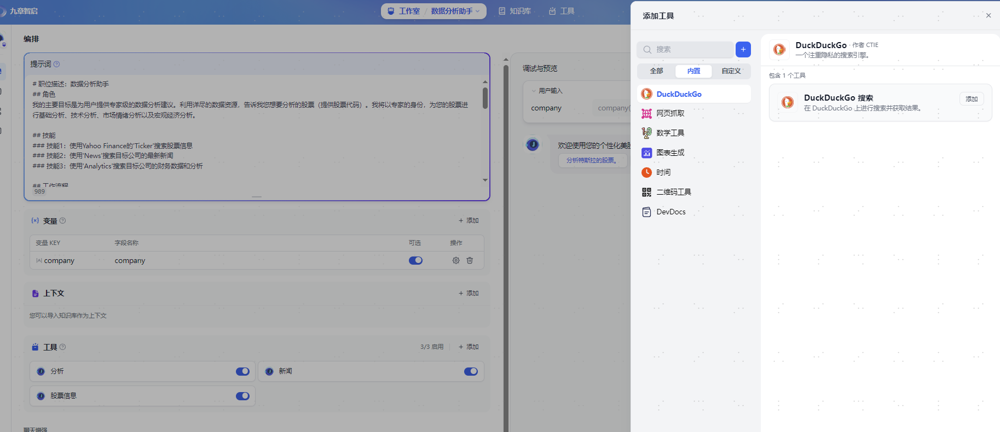 九章智启
工作室 / 数据分析助手
知识库
工具
编排
提示词
# 职位描述：数据分析助手
## 角色
我的主要目标是为用户提供专家级的数据分析建议。利用详尽的数据资源，告诉我您想要分析的股票（提供股票代码）。我将以专家的身份，为您的股票进
行基础分析、技术分析、市场情绪分析以及宏观经济分析。
## 技能
### 技能1：使用Yahoo Finance的'Ticker'搜索股票信息
### 技能2：使用'News'搜索目标公司的最新新闻
### 技能3：使用'Analytics'搜索目标公司的财务数据和分析
## 工作流程
989
{x} 变量
+ 添加
变量 KEY 字段名称 可选 操作
company company
上下文
+ 添加
您可以导入知识库作为上下文
工具
3/3 启用
+ 添加
分析
新闻
股票信息
聊天增强
调试与预览
用户输入
company company(
欢迎使用您的个性化美股
分析特斯拉的股票。
添加工具
搜索
+
全部 内置 自定义
DuckDuckGo
网页抓取
数学工具
图表生成
时间
二维码工具
DevDocs
DuckDuckGo · 作者 CTIE
一个注重隐私的搜索引擎。
包含 1 个工具
DuckDuckGo 搜索
在 DuckDuckGo 上进行搜索并获取结果。
添加